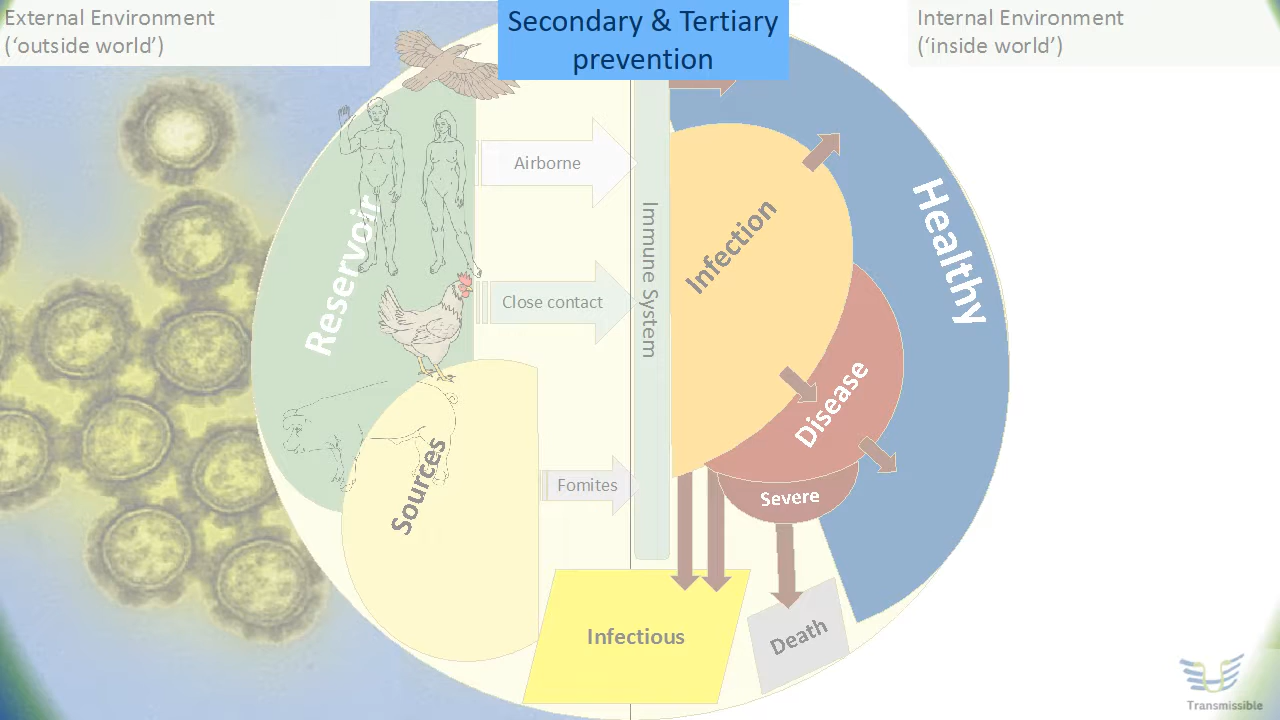 External Environment
(‘outside world’)
Secondary & Tertiary
prevention
Internal Environment
(‘inside world’)
Airborne
Reservoir
Immune System
Infection
Healthy
Close contact
Disease
Sources
Fomites
Severe
Infectious
Death
Transmissible